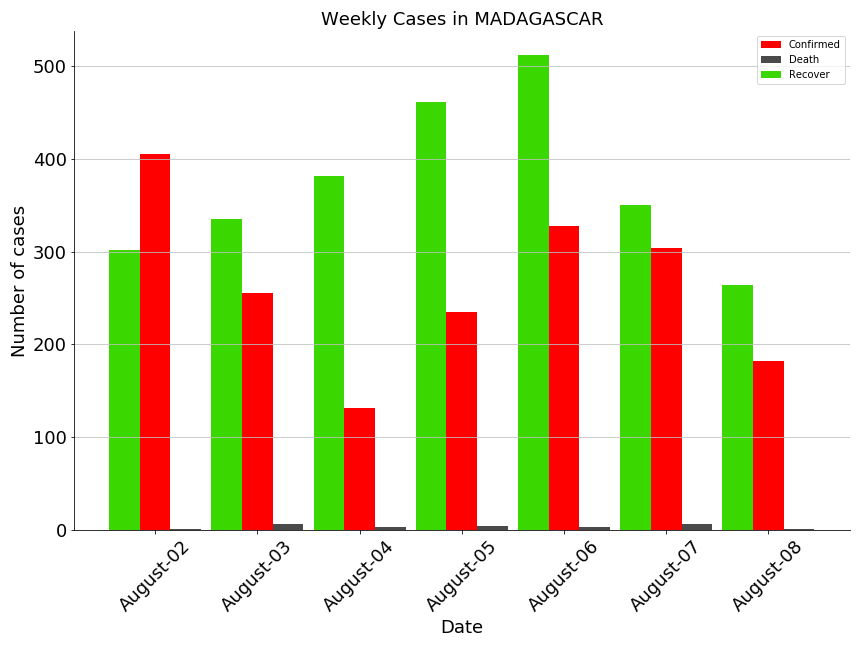 Weekly Cases in MADAGASCAR
Confirmed
Death
Recover
Number of cases
500
400
300
200
100
0
August-02
August-03
August-04
August-05
August-06
August-07
August-08
Date